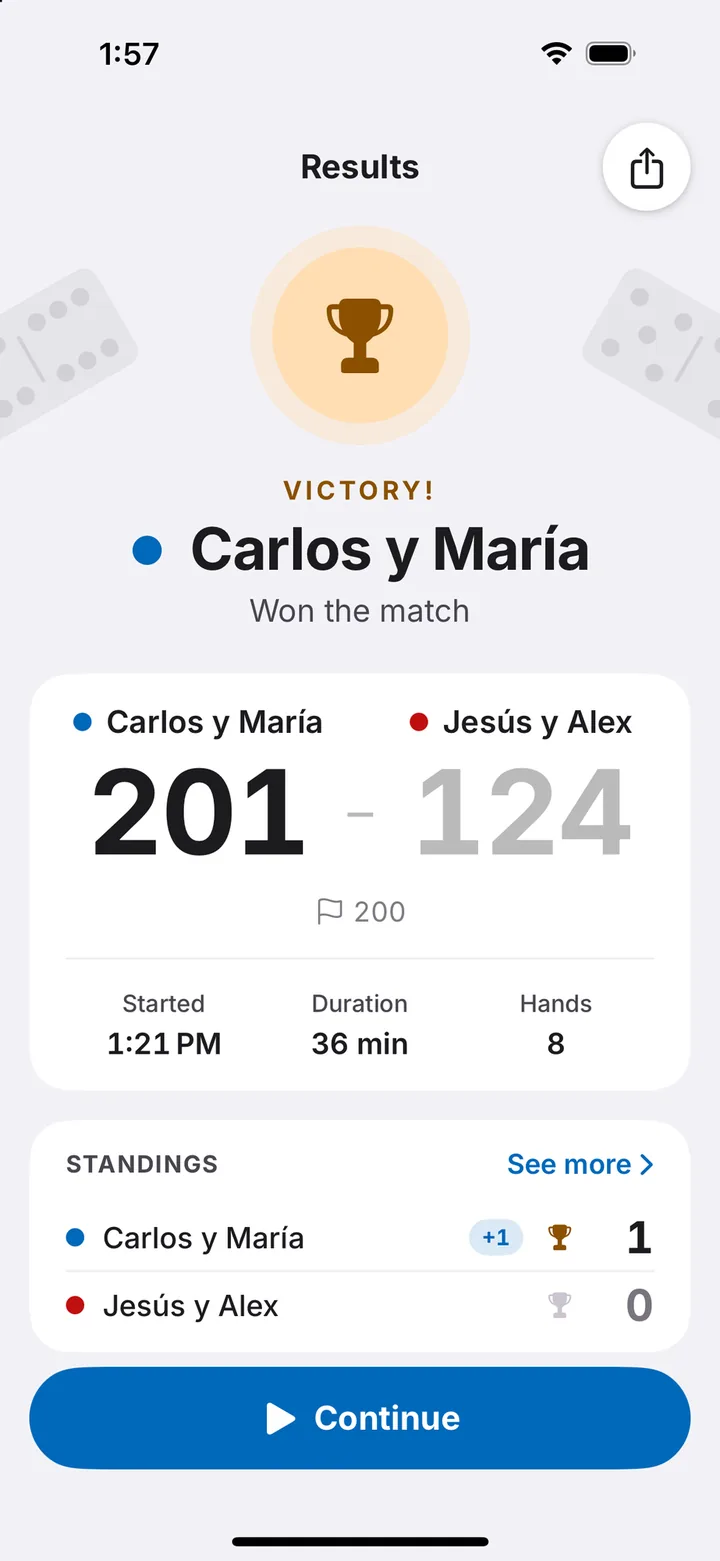 1:57
Results
VICTORY!
Carlos y María
Won the match
Carlos y María Jesús y Alex
201 – 124
200
Started Duration Hands
1:21 PM 36 min 8
STANDINGS See more
Carlos y María +1 1
Jesús y Alex 0
Continue